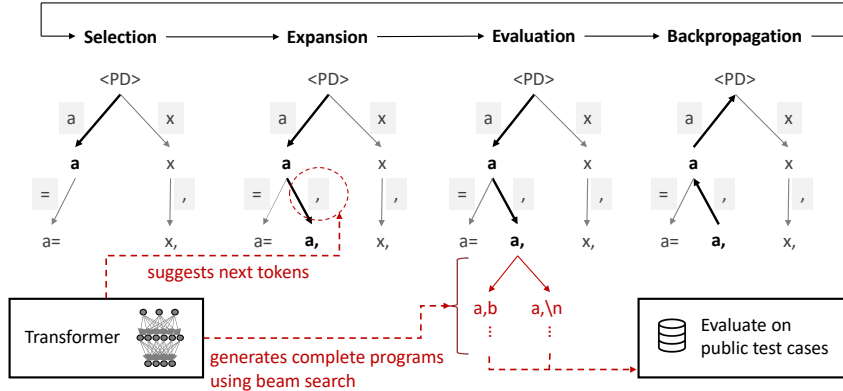 Selection Expansion Evaluation Backpropagation
<PD> <PD> <PD> <PD>
a x a x a x a x
a x a x a x a x
= , = , , = , , = , ,
a= x, a= a, x, a= a, x, a= a, x,
suggests next tokens
a,b a,\n
Transformer
generates complete programs
using beam search
Evaluate on
public test cases